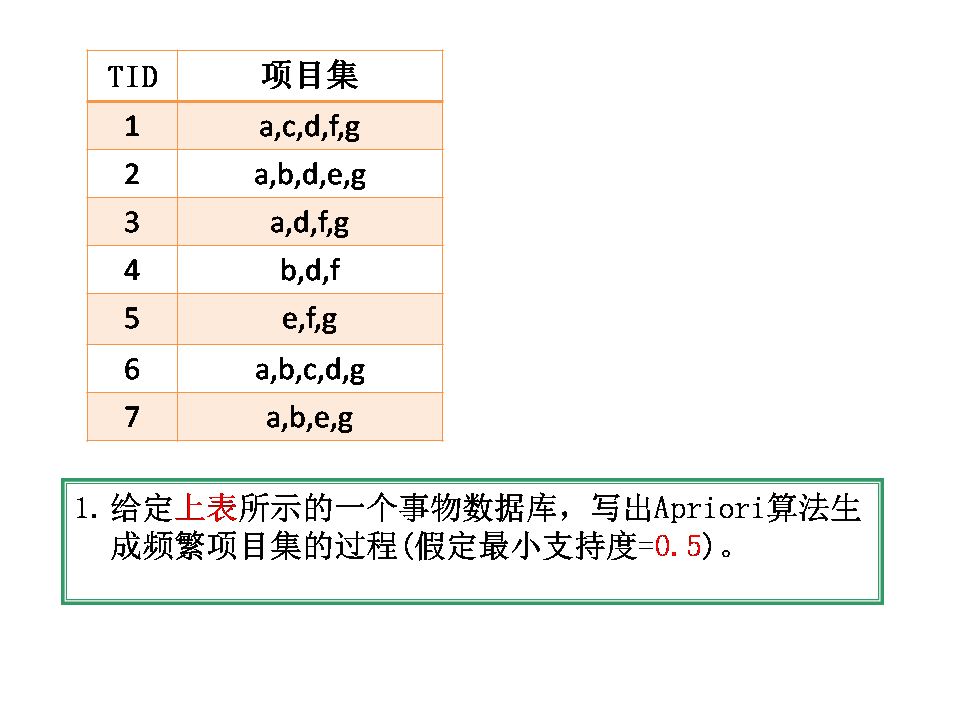 TID 项目集
1 a,c,d,f,g
2 a,b,d,e,g
3 a,d,f,g
4 b,d,f
5 e,f,g
6 a,b,c,d,g
7 a,b,e,g
1. 给定上表所示的一个事物数据库，写出Apriori算法生
成频繁项目集的过程(假定最小支持度=0.5)。